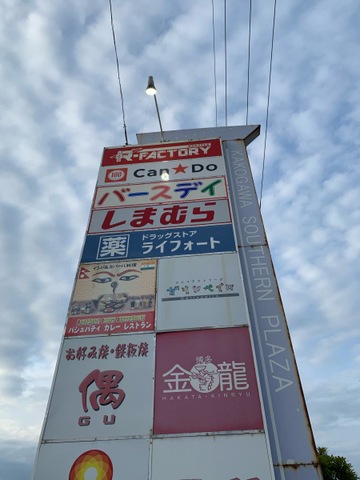 R-FACTORY
100
Can★Do
バースデイ
しまむら
薬
ドラッグストア
ライフォート
パシュパティ カレー レストラン
お好み焼・鉄板焼
偶
GU
博多
金龍
HAKATA・KINRYU
KANOGAWA SOUTHERN PLAZA